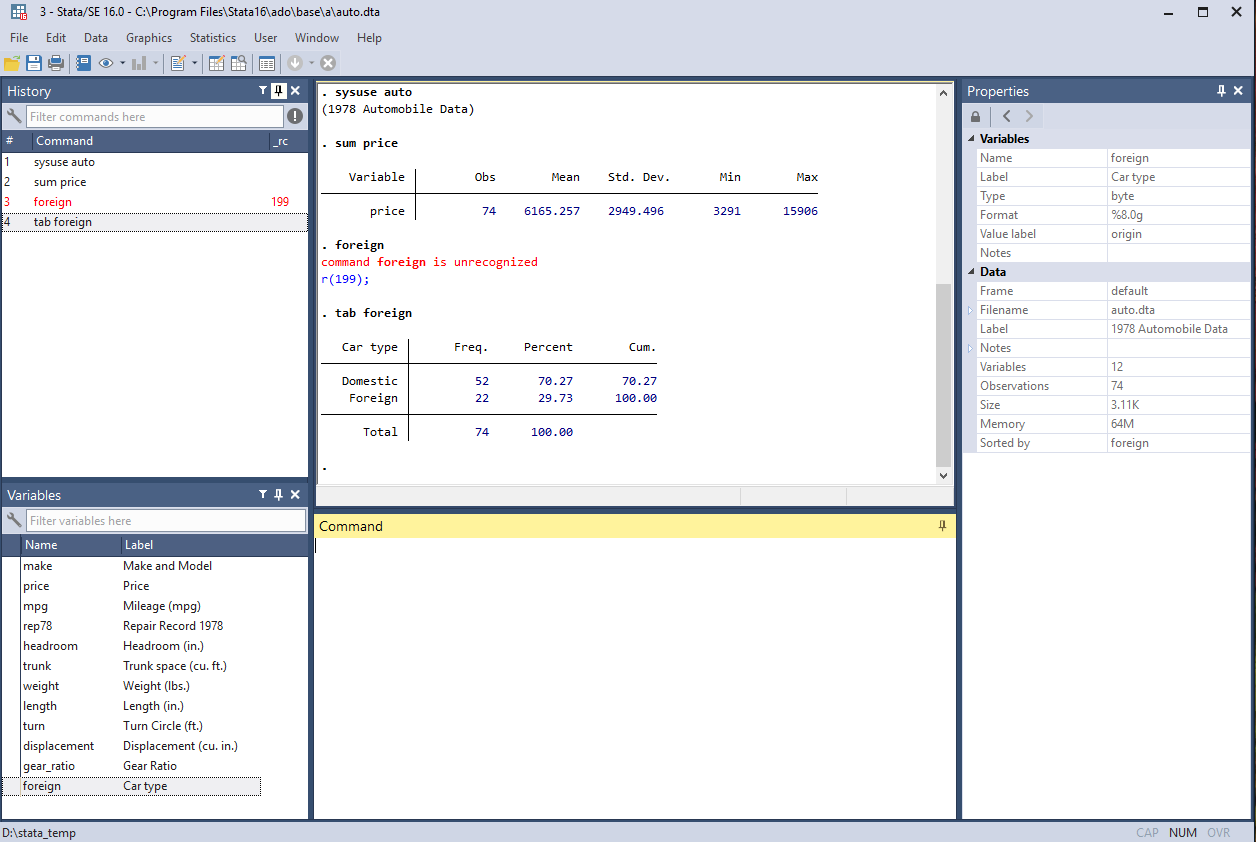 3 - Stata/SE 16.0 - C:\Program Files\Stata16\ado\base\a\auto.dta
File Edit Data Graphics Statistics User Window Help
History
Filter commands here
# Command _rc
1 sysuse auto
2 sum price
3 foreign 199
4 tab foreign
Variables
Filter variables here
Name Label
make Make and Model
price Price
mpg Mileage (mpg)
rep78 Repair Record 1978
headroom Headroom (in.)
trunk Trunk space (cu. ft.)
weight Weight (lbs.)
length Length (in.)
turn Turn Circle (ft.)
displacement Displacement (cu. in.)
gear_ratio Gear Ratio
foreign Car type
. sysuse auto
(1978 Automobile Data)
. sum price
Variable Obs Mean Std. Dev. Min Max
price 74 6165.257 2949.496 3291 15906
. foreign
command foreign is unrecognized
r(199);
. tab foreign
Car type Freq. Percent Cum.
Domestic 52 70.27 70.27
Foreign 22 29.73 100.00
Total 74 100.00
.
Command
Properties
Variables
Name foreign
Label Car type
Type byte
Format %8.0g
Value label origin
Notes
Data
Frame default
Filename auto.dta
Label 1978 Automobile Data
Notes
Variables 12
Observations 74
Size 3.11K
Memory 64M
Sorted by foreign
D:\stata_temp
CAP NUM OVR